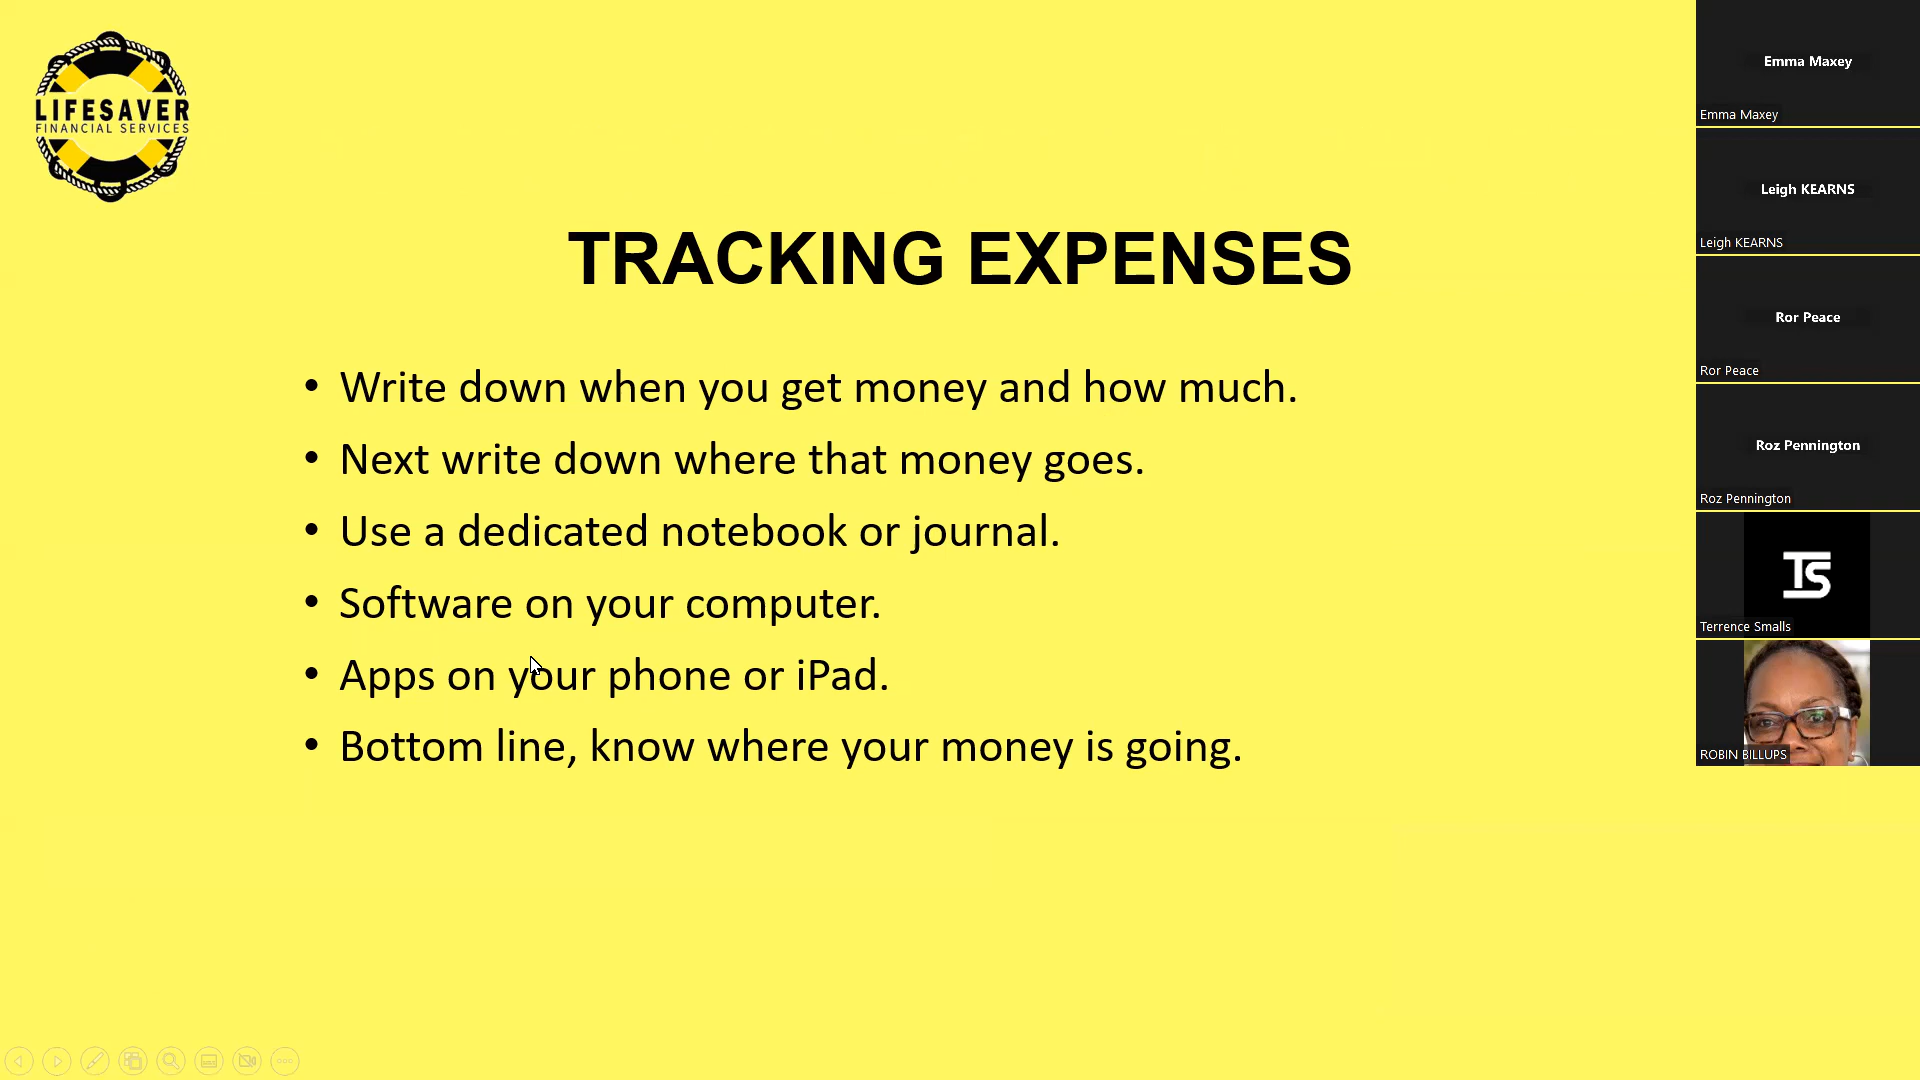 LIFESAVER
FINANCIAL SERVICES
TRACKING EXPENSES
• Write down when you get money and how much.
• Next write down where that money goes.
• Use a dedicated notebook or journal.
• Software on your computer.
• Apps on your phone or iPad.
• Bottom line, know where your money is going.
Emma Maxey
Emma Maxey
Leigh KEARNS
Leigh KEARNS
Ror Peace
Ror Peace
Roz Pennington
Roz Pennington
TS
Terrence Smalls
ROBIN BILLUPS